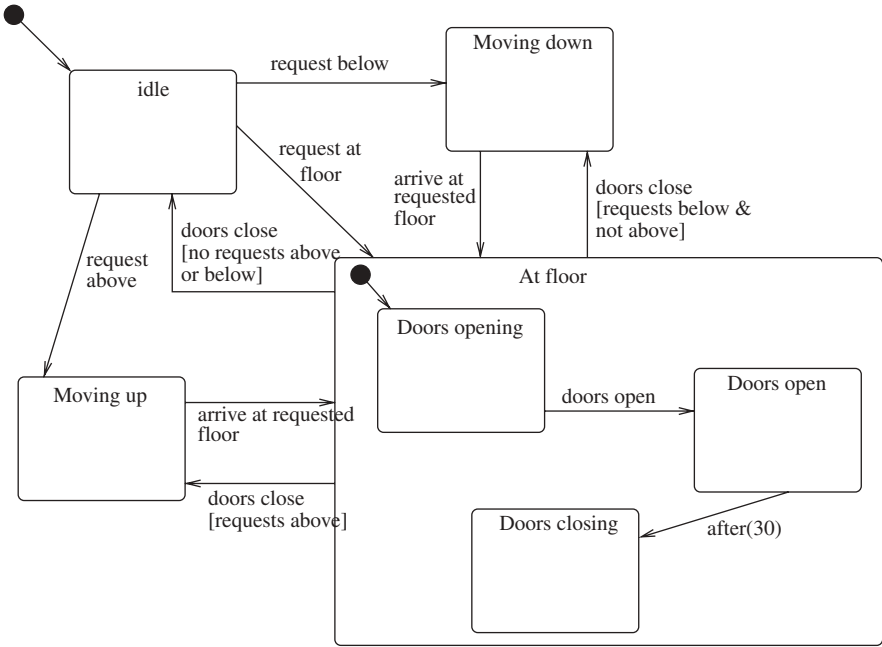 Moving down
request below
idle
request at
floor
arrive at
requested
floor
doors close
[requests below &
not above]
doors close
[no requests above
or below]
request
above
At floor
Doors opening
Moving up
arrive at requested
floor
doors open
Doors open
doors close
[requests above]
Doors closing
after(30)